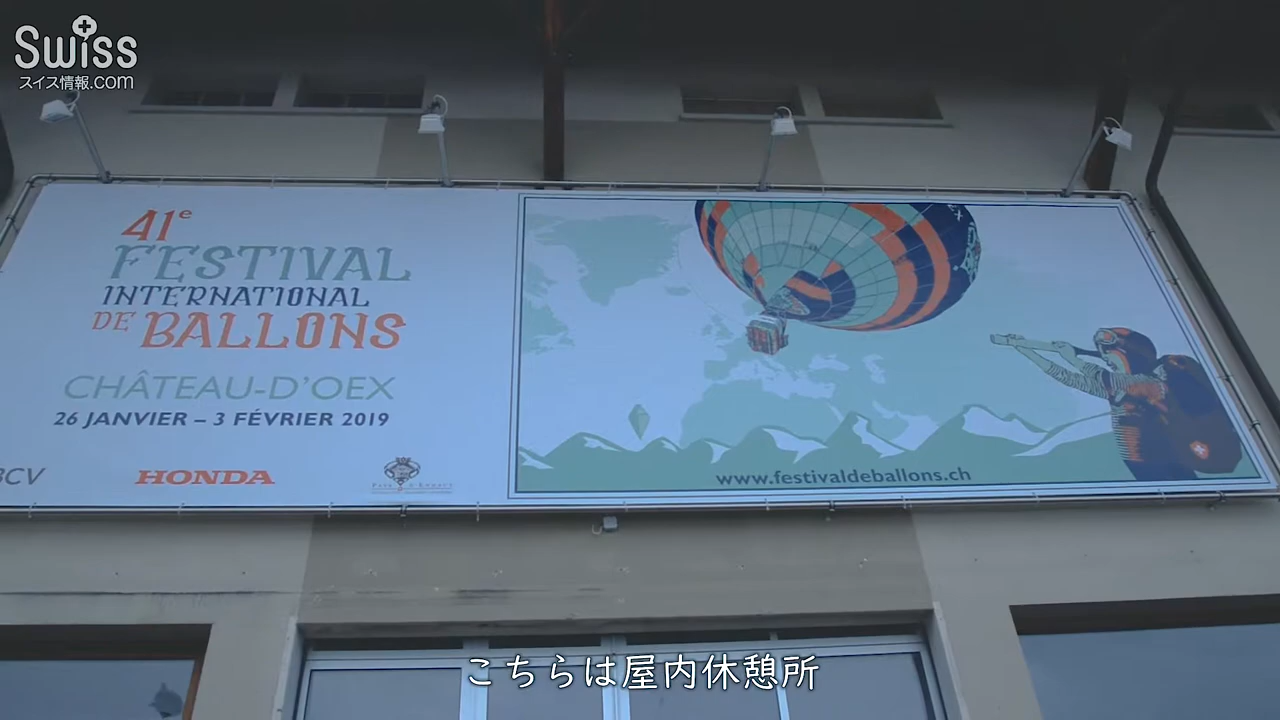 Swiss
スイス情報.com
41e
FESTIVAL
INTERNATIONAL
DE BALLONS
CHÂTEAU-D'OEX
26 JANVIER – 3 FÉVRIER 2019
BCV
HONDA
www.festivaldeballons.ch
こちらは屋内休憩所